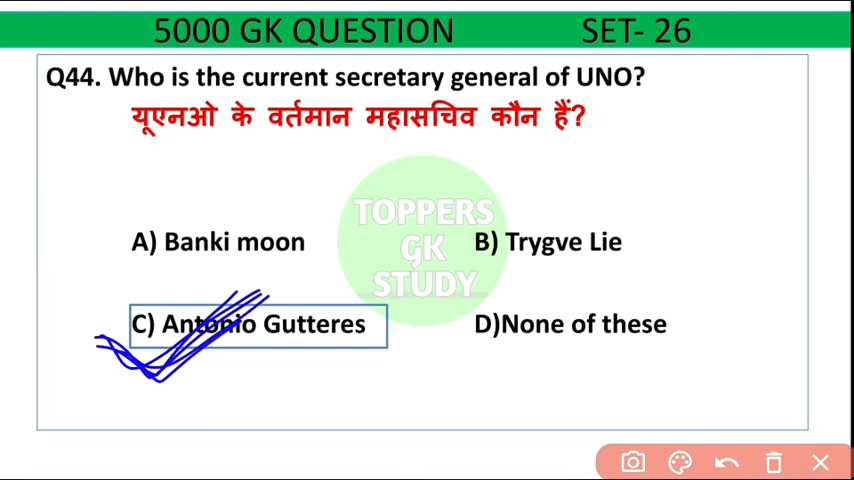 5000 GK QUESTION SET- 26
Q44. Who is the current secretary general of UNO?
यूएनओ के वर्तमान महासचिव कौन हैं?
TOPPERS
GK
STUDY
A) Banki moon B) Trygve Lie
C) Antonio Gutteres D)None of these